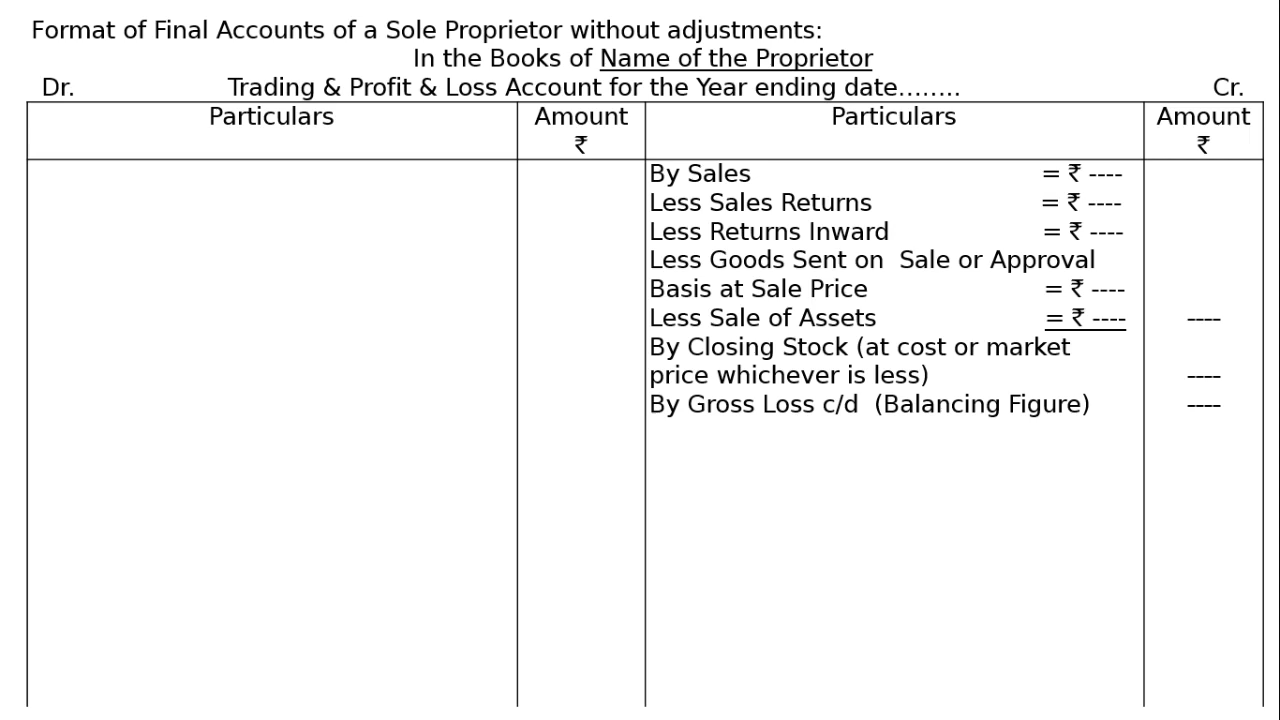 Format of Final Accounts of a Sole Proprietor without adjustments:
In the Books of Name of the Proprietor
Dr. Trading & Profit & Loss Account for the Year ending date........ Cr.
Particulars Amount Particulars Amount
₹ ₹
By Sales = ₹ ----
Less Sales Returns = ₹ ----
Less Returns Inward = ₹ ----
Less Goods Sent on Sale or Approval
Basis at Sale Price = ₹ ----
Less Sale of Assets = ₹ ---- ----
By Closing Stock (at cost or market
price whichever is less) ----
By Gross Loss c/d (Balancing Figure) ----